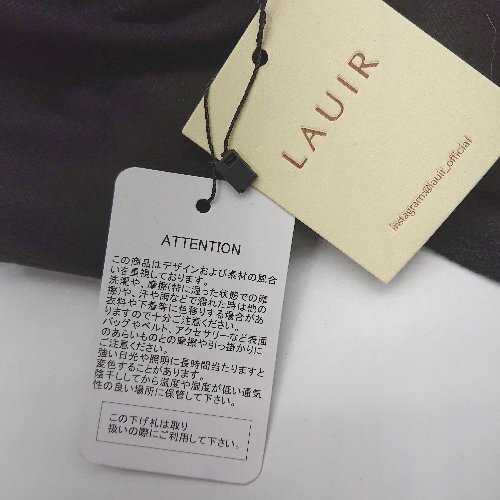 LAUIR
instagram@lauir_official
ATTENTION
この商品はデザインおよび素材の風合
いを重視しております。
洗濯や、摩擦(特に湿った状態での摩
擦)や、汗や雨などで濡れた時は他の
衣料や下着等に色移りする場合があ
りますので十分ご注意ください。
バッグやベルト、アクセサリーなど表面
のあらいものとの摩擦や引っ掛かりに
ご注意ください。
強い日光や照明に長時間当たりますと
変色することがあります。
陰干ししてから温度や湿度が低い通気
性の良い場所に保管して下さい。
この下げ札は取り
扱いの際にご利用して下さい。